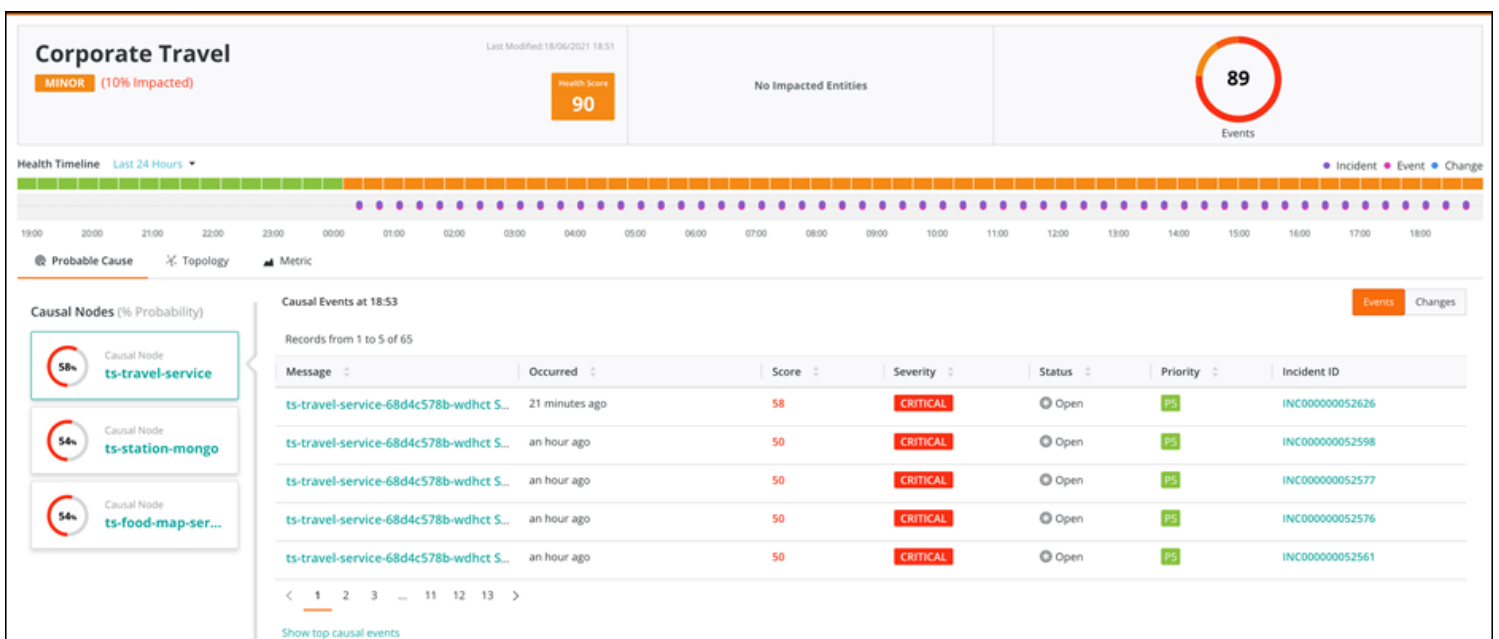 Corporate Travel
Last Modified:18/06/2021 18:51
MINOR (10% Impacted)
Health Score
90
No Impacted Entities
89
Events
Health Timeline Last 24 Hours
Incident Event Change
19:00 20:00 21:00 22:00 23:00 00:00 01:00 02:00 03:00 04:00 05:00 06:00 07:00 08:00 09:00 10:00 11:00 12:00 13:00 14:00 15:00 16:00 17:00 18:00
Probable Cause Topology Metric
Causal Nodes (% Probability)
58%
Causal Node
ts-travel-service
54%
Causal Node
ts-station-mongo
54%
Causal Node
ts-food-map-ser...
Causal Events at 18:53
Events Changes
Records from 1 to 5 of 65
Message Occurred Score Severity Status Priority Incident ID
ts-travel-service-68d4c578b-wdhct S... 21 minutes ago 58 CRITICAL Open P5 INC000000052626
ts-travel-service-68d4c578b-wdhct S... an hour ago 50 CRITICAL Open P5 INC000000052598
ts-travel-service-68d4c578b-wdhct S... an hour ago 50 CRITICAL Open P5 INC000000052577
ts-travel-service-68d4c578b-wdhct S... an hour ago 50 CRITICAL Open P5 INC000000052576
ts-travel-service-68d4c578b-wdhct S... an hour ago 50 CRITICAL Open P5 INC000000052561
< 1 2 3 ... 11 12 13 >
Show top causal events